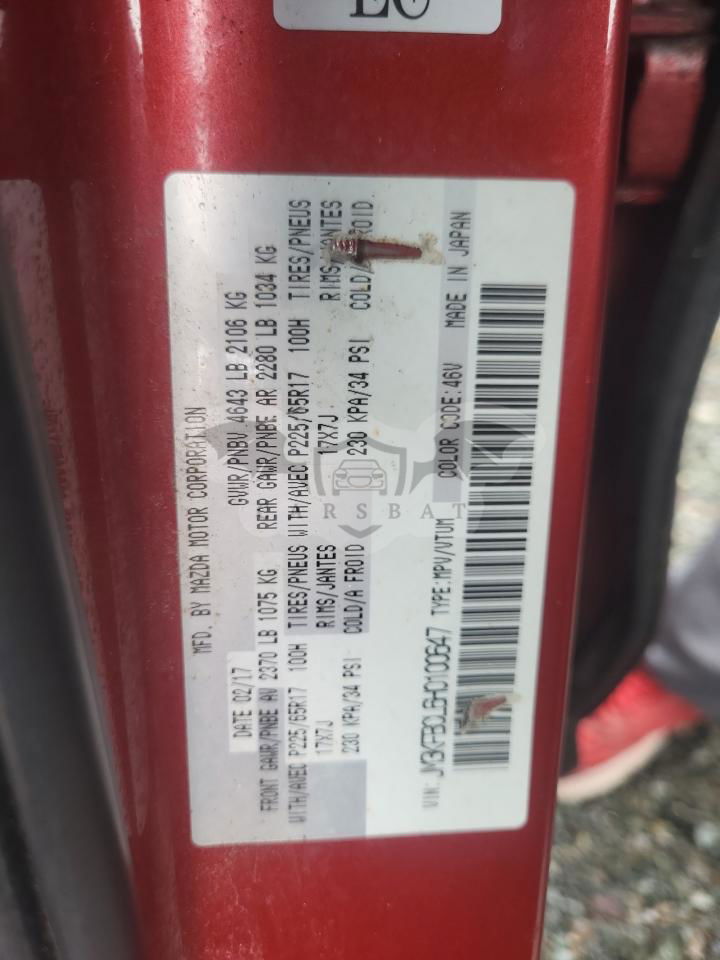 MFD. BY MAZDA MOTOR CORPORATION
DATE 02/17 GVWR/PNBV 4643 LB 2106 KG
FRONT GAWR/PNBE AV 2370 LB 1075 KG REAR GAWR/PNBE AR 2280 LB 1034 KG
WITH/AVEC P225/65R17 100H TIRES/PNEUS WITH/AVEC P225/65R17 100H TIRES/PNEUS
17X7J RIMS/JANTES 17X7J RIMS/JANTES
230 KPA/34 PSI COLD/A FROID 230 KPA/34 PSI COLD/A FROID
VIN: JM3KFBCL6H0100647 TYPE:MPV/VTUM COLOR CODE:46V MADE IN JAPAN